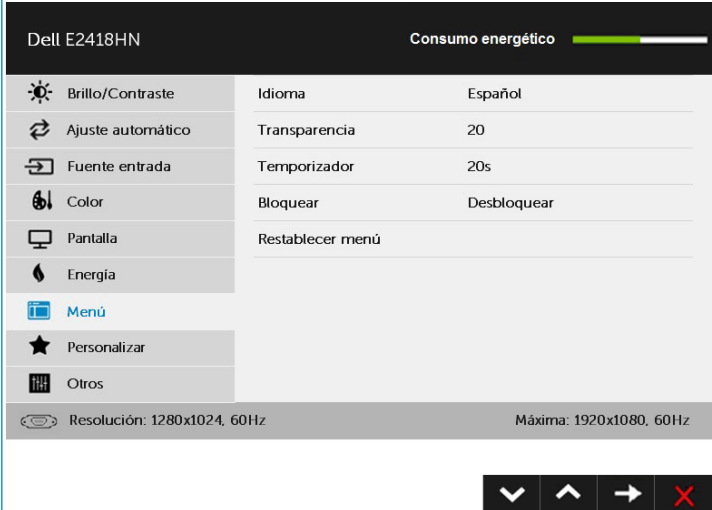 Dell E2418HN
Consumo energético
Brillo/Contraste
Idioma Español
Ajuste automático
Transparencia 20
Fuente entrada
Temporizador 20s
Color
Bloquear Desbloquear
Pantalla
Restablecer menú
Energía
Menú
Personalizar
Otros
Resolución: 1280x1024, 60Hz
Máxima: 1920x1080, 60Hz